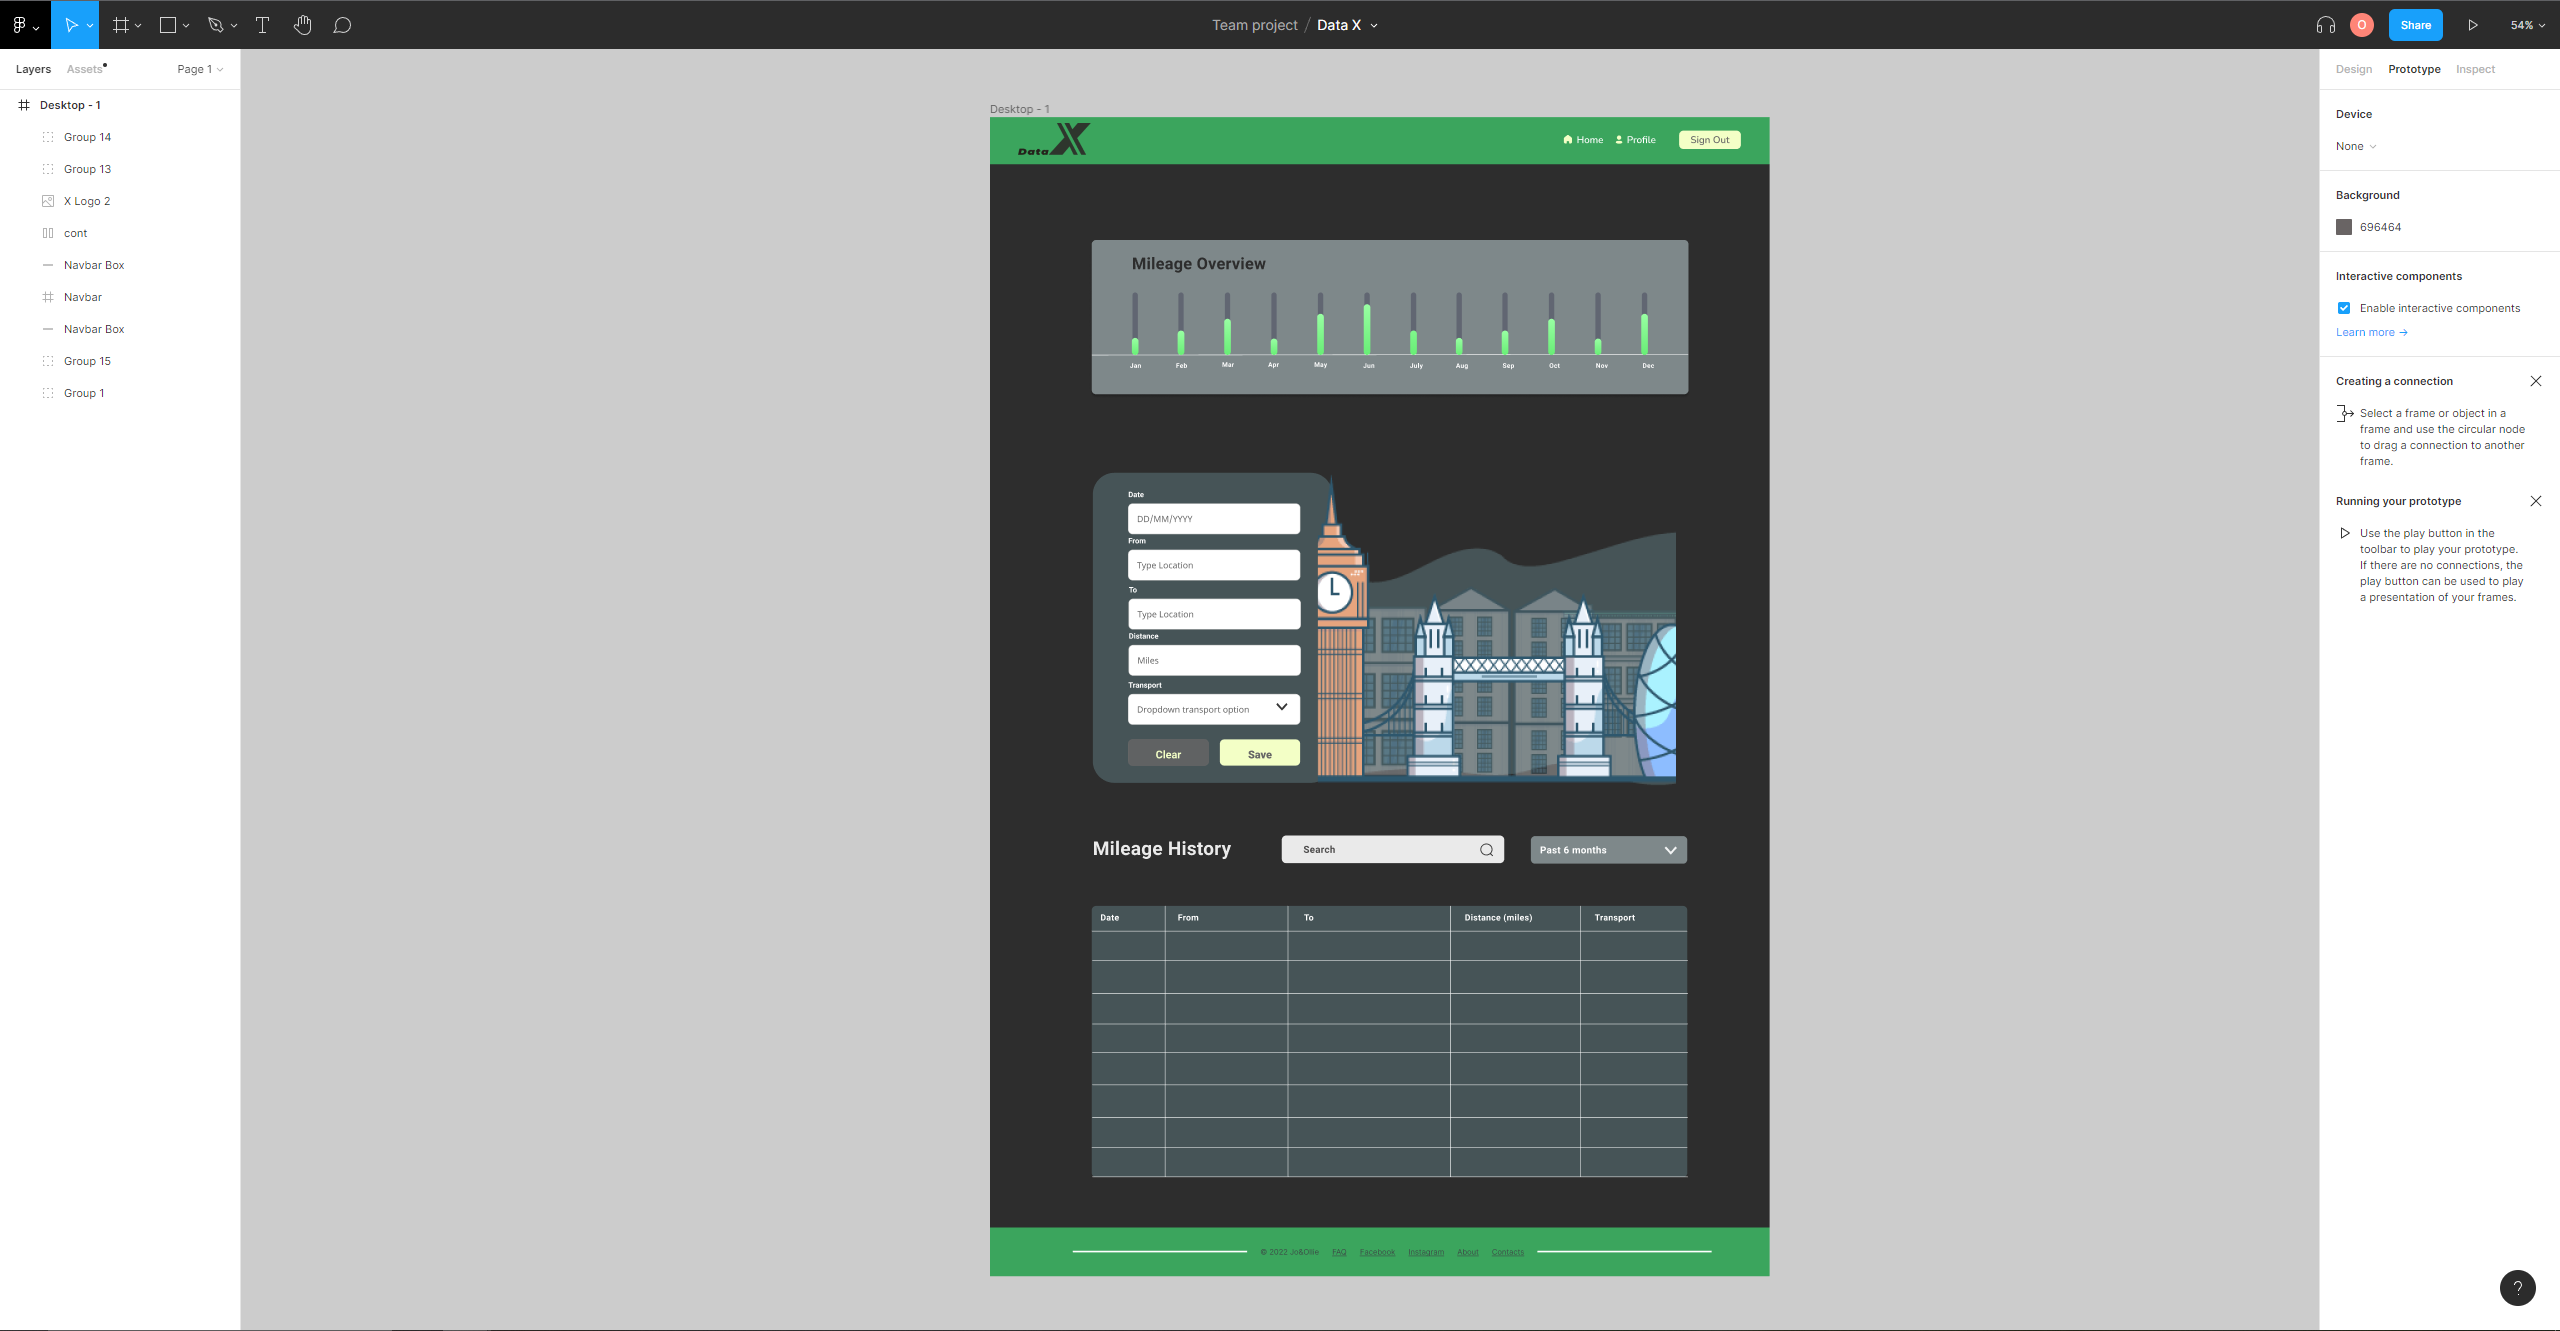 Team project / Data X
O
Share
54%
Layers
Assets
Page 1
Desktop - 1
Group 14
Group 13
X Logo 2
cont
Navbar Box
Navbar
Navbar Box
Group 15
Group 1
Desktop - 1
Data X
Home
Profile
Sign Out
Mileage Overview
Jan
Feb
Mar
Apr
May
Jun
July
Aug
Sep
Oct
Nov
Dec
Date
DD/MM/YYYY
From
Type Location
To
Type Location
Distance
Miles
Transport
Dropdown transport option
Clear
Save
Mileage History
Search
Past 6 months
Date
From
To
Distance (miles)
Transport
© 2022 Jo&Ollie
FAQ
Facebook
Instagram
About
Contacts
Design
Prototype
Inspect
Device
None
Background
696464
Interactive components
Enable interactive components
Learn more →
Creating a connection
Select a frame or object in a
frame and use the circular node
to drag a connection to another
frame.
Running your prototype
Use the play button in the
toolbar to play your prototype.
If there are no connections, the
play button can be used to play
a presentation of your frames.
?